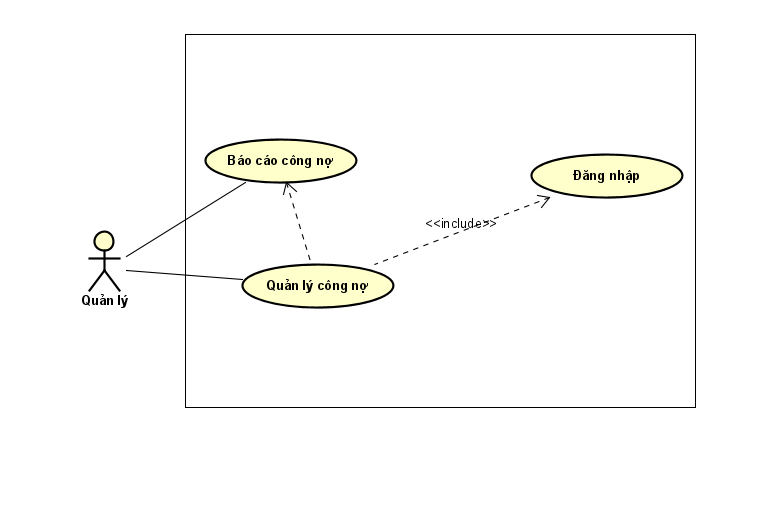 Báo cáo công nợ
Đăng nhập
<<include>>
Quản lý công nợ
Quản lý